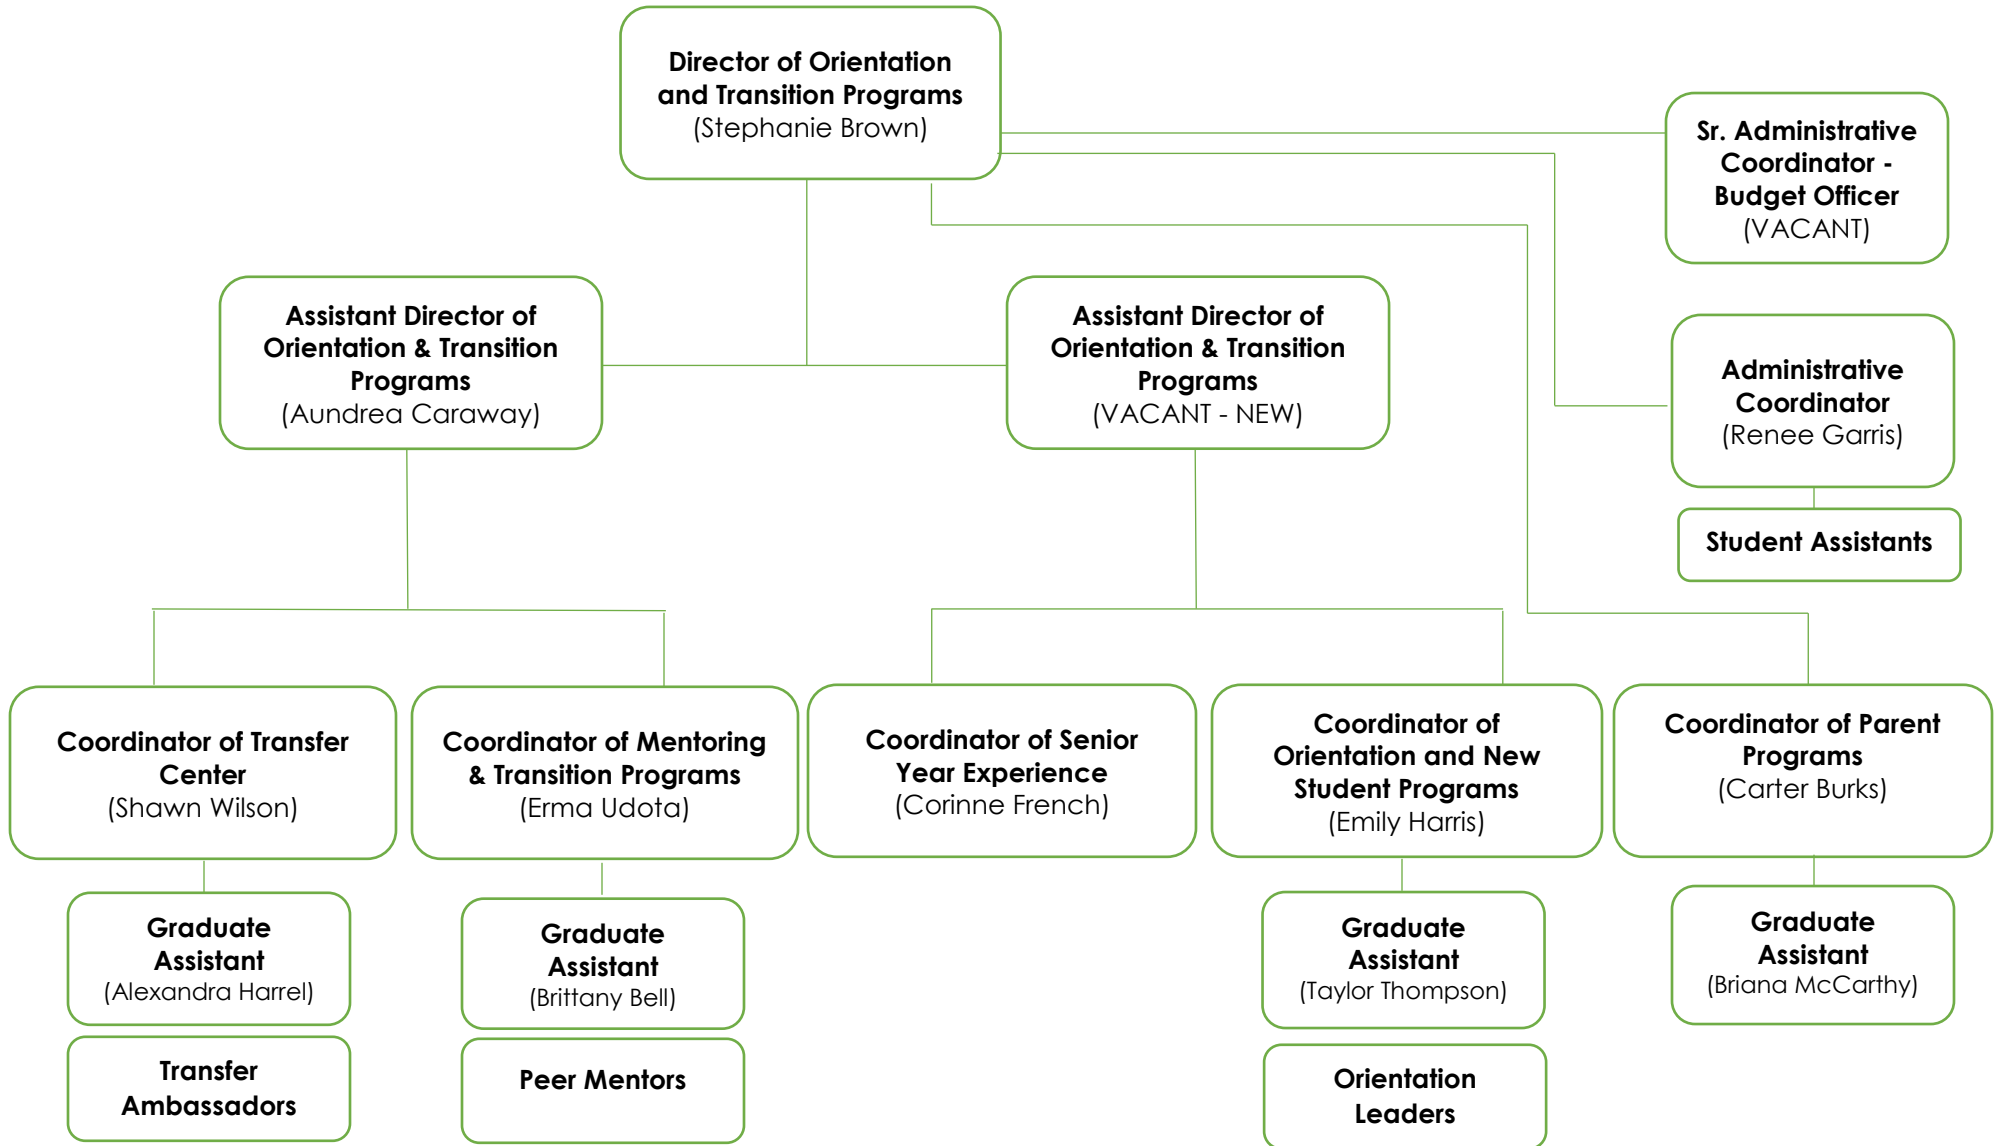 Director of Orientation
and Transition Programs
(Stephanie Brown)
Sr. Administrative
Coordinator -
Budget Officer
(VACANT)
Assistant Director of
Orientation & Transition
Programs
(Aundrea Caraway)
Assistant Director of
Orientation & Transition
Programs
(VACANT - NEW)
Administrative
Coordinator
(Renee Garris)
Student Assistants
Coordinator of Transfer
Center
(Shawn Wilson)
Coordinator of Mentoring
& Transition Programs
(Erma Udota)
Coordinator of Senior
Year Experience
(Corinne French)
Coordinator of
Orientation and New
Student Programs
(Emily Harris)
Coordinator of Parent
Programs
(Carter Burks)
Graduate
Assistant
(Alexandra Harrel)
Graduate
Assistant
(Brittany Bell)
Graduate
Assistant
(Taylor Thompson)
Graduate
Assistant
(Briana McCarthy)
Transfer
Ambassadors
Peer Mentors
Orientation
Leaders